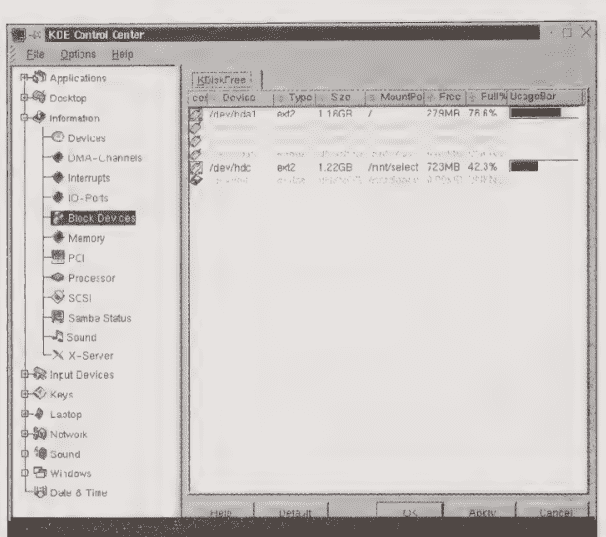 KDE Control Center
File Options Help
Applications
Desktop
Information
Devices
DMA-Channels
Interrupts
IO-Ports
Block Devices
Memory
PCI
Processor
SCSI
Samba Status
Sound
X-Server
Input Devices
Keys
Laptop
Network
Sound
Windows
Date & Time
KDiskFree
Device Type Size MountPoi Free Full% UsageBar
/dev/hda1 ext2 1.18GB / 279MB 76.6%
/dev/hdc ext2 1.22GB /mnt/select 723MB 42.3%
Help Default OK Apply Cancel